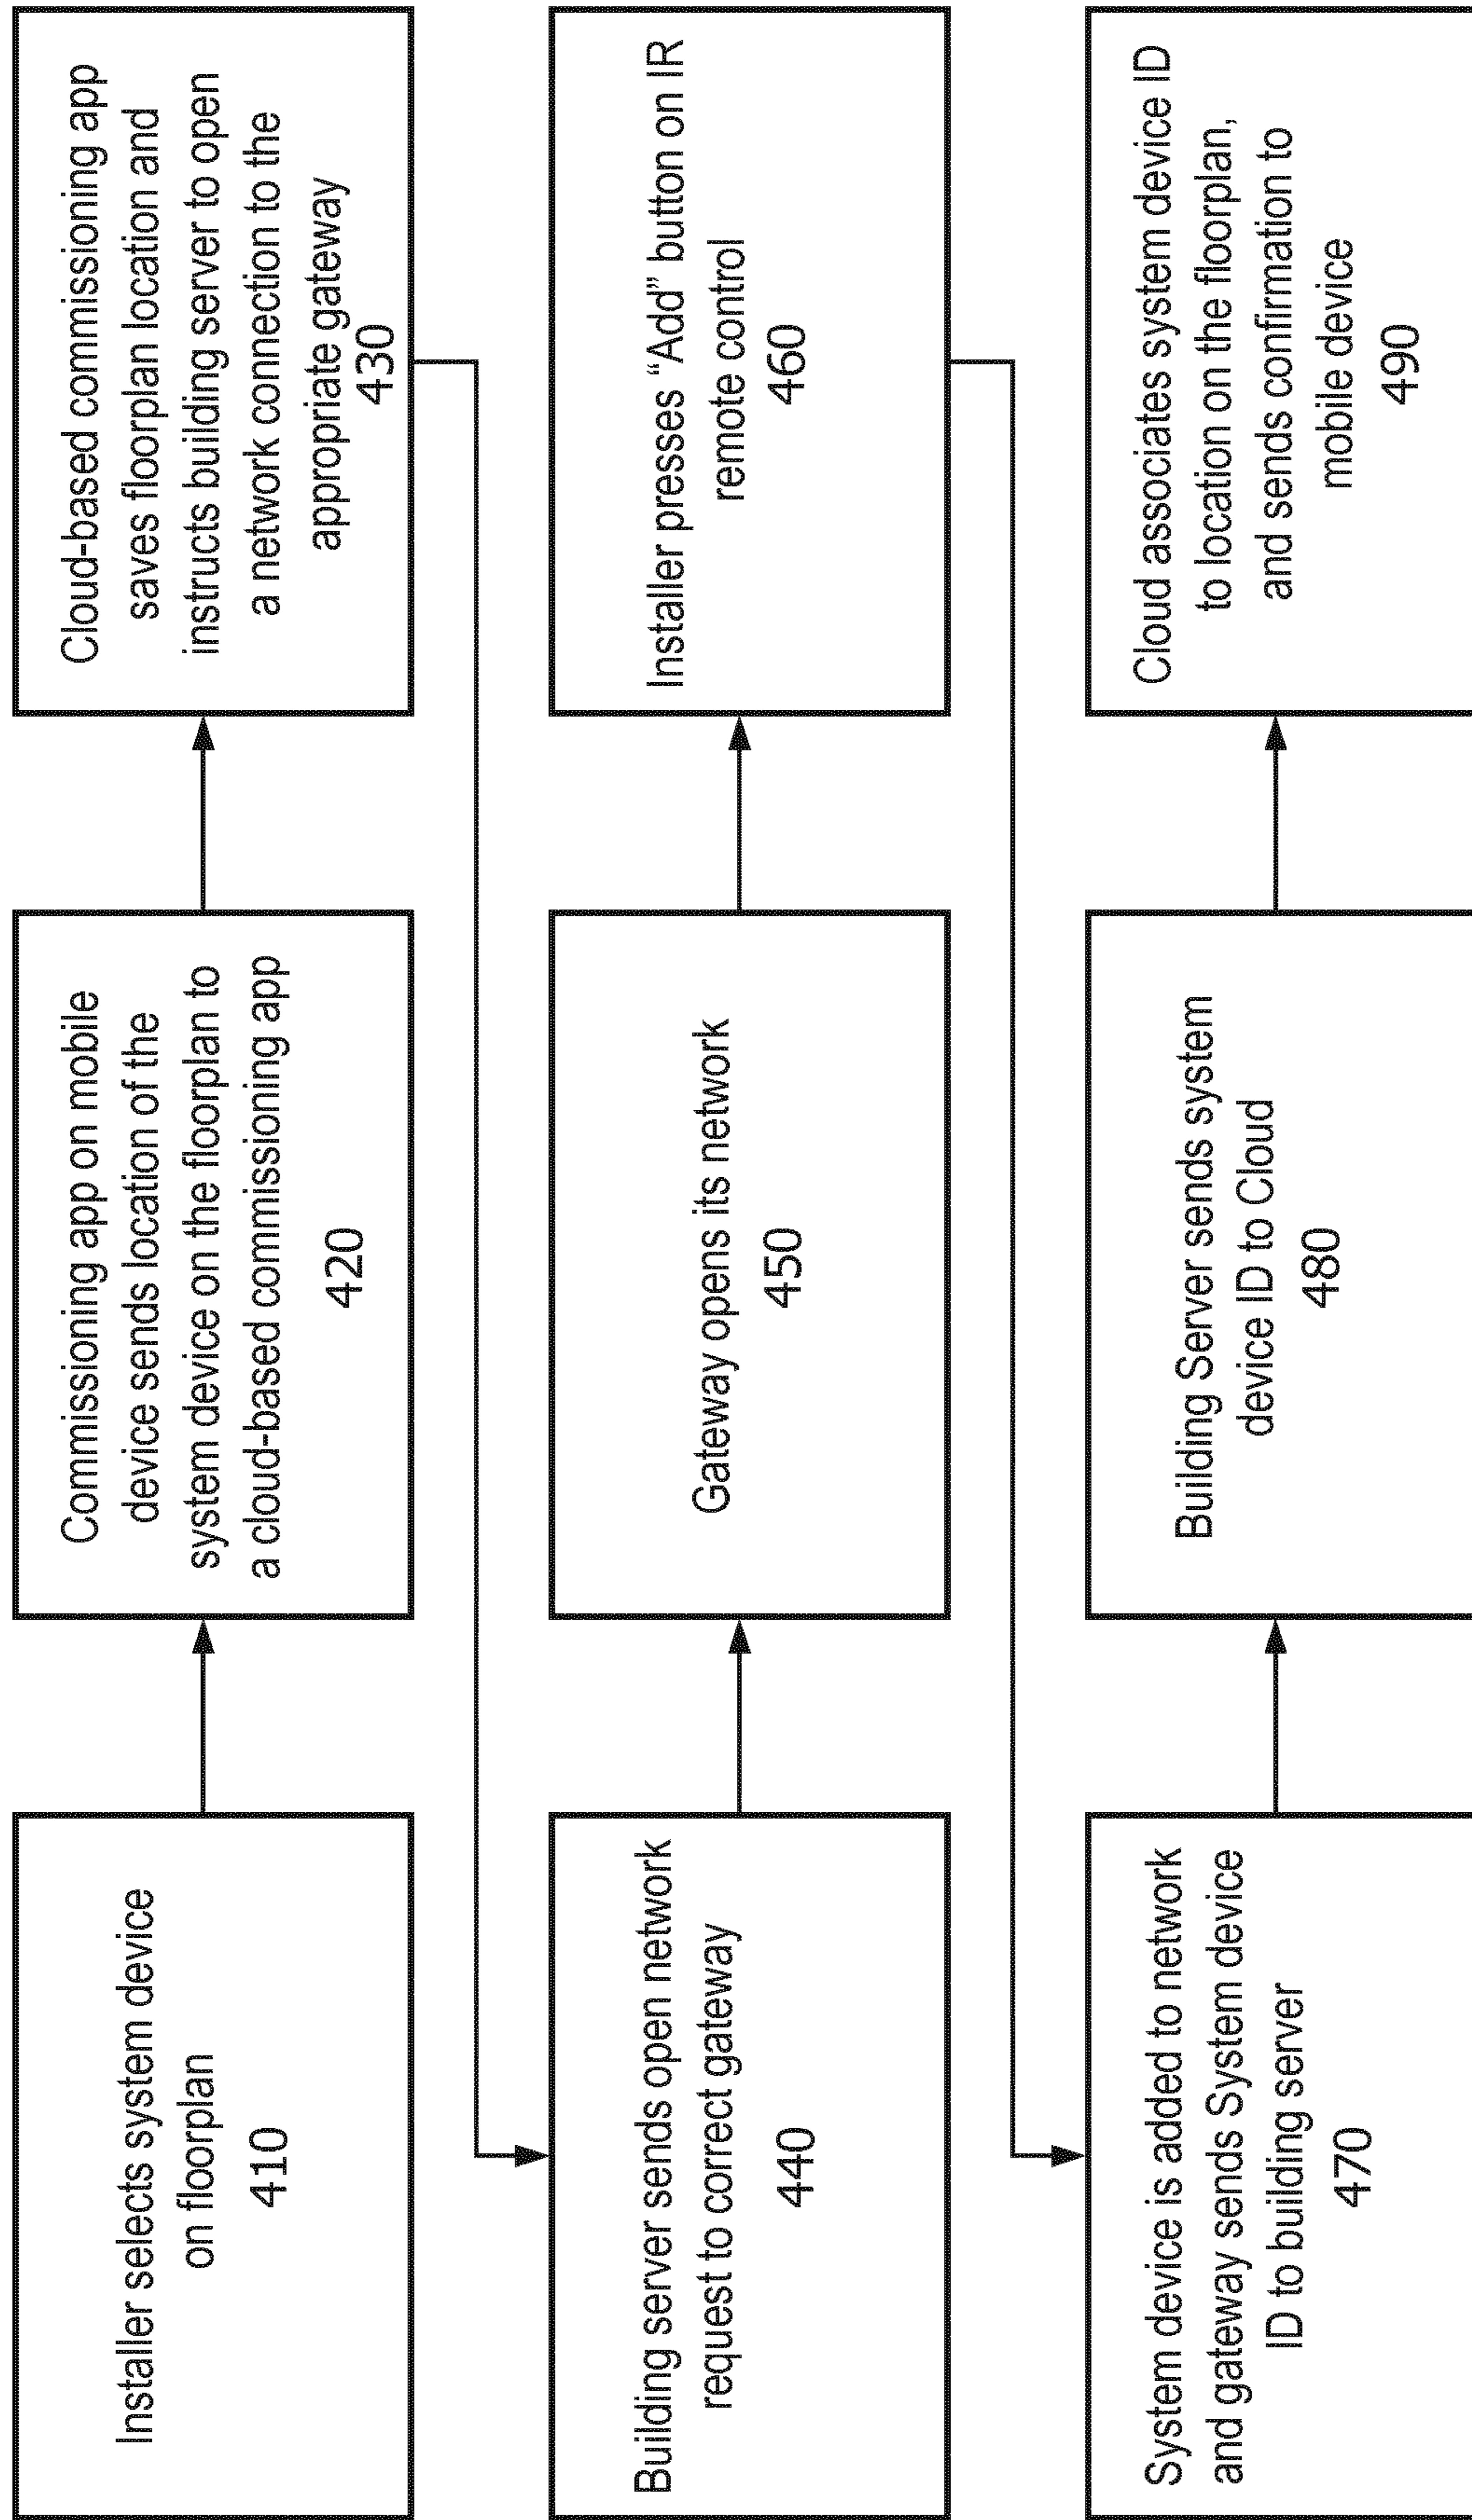 Installer selects system device
on floorplan
410
Commissioning app on mobile
device sends location of the
system device on the floorplan to
a cloud-based commissioning app
420
Cloud-based commissioning app
saves floorplan location and
instructs building server to open
a network connection to the
appropriate gateway
430
Building server sends open network
request to correct gateway
440
Gateway opens its network
450
Installer presses “Add” button on IR
remote control
460
System device is added to network
and gateway sends System device
ID to building server
470
Building Server sends system
device ID to Cloud
480
Cloud associates system device ID
to location on the floorplan,
and sends confirmation to
mobile device
490